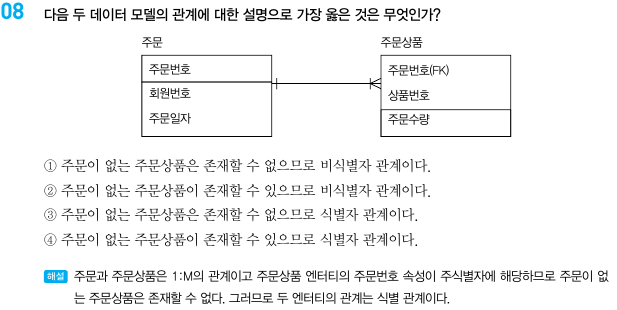 08 다음 두 데이터 모델의 관계에 대한 설명으로 가장 옳은 것은 무엇인가?
주문 주문상품
주문번호 주문번호(FK)
회원번호 상품번호
주문일자 주문수량
① 주문이 없는 주문상품은 존재할 수 없으므로 비식별자 관계이다.
② 주문이 없는 주문상품이 존재할 수 있으므로 비식별자 관계이다.
③ 주문이 없는 주문상품은 존재할 수 없으므로 식별자 관계이다.
④ 주문이 없는 주문상품이 존재할 수 있으므로 식별자 관계이다.
해설 주문과 주문상품은 1:M의 관계이고 주문상품 엔터티의 주문번호 속성이 주식별자에 해당하므로 주문이 없
는 주문상품은 존재할 수 없다. 그러므로 두 엔터티의 관계는 식별 관계이다.